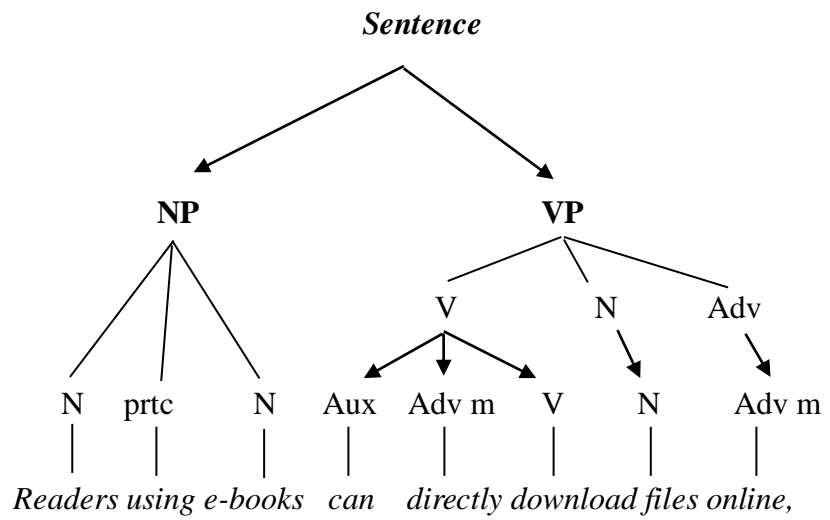 Sentence
NP VP
V N Adv
N prtc N Aux Adv m V N Adv m
Readers using e-books can directly download files online,